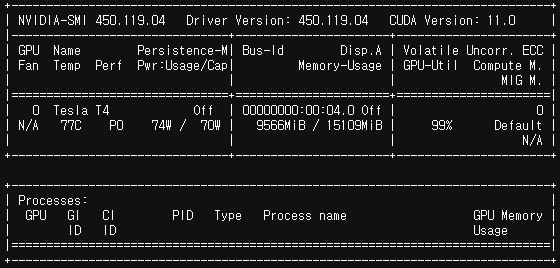 NVIDIA-SMI 450.119.04   Driver Version: 450.119.04   CUDA Version: 11.0
GPU  Name        Persistence-M| Bus-Id        Disp.A | Volatile Uncorr. ECC
Fan  Temp  Perf  Pwr:Usage/Cap|         Memory-Usage | GPU-Util  Compute M.
MIG M.
0  Tesla T4            Off  | 00000000:00:04.0 Off |                    0
N/A   77C    P0    74W /  70W |   9566MiB / 15109MiB |     99%      Default
N/A
Processes:
GPU   GI   CI        PID   Type   Process name                  GPU Memory
ID   ID                                                   Usage